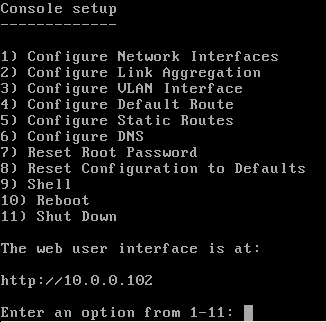 Console setup
-------------
1) Configure Network Interfaces
2) Configure Link Aggregation
3) Configure VLAN Interface
4) Configure Default Route
5) Configure Static Routes
6) Configure DNS
7) Reset Root Password
8) Reset Configuration to Defaults
9) Shell
10) Reboot
11) Shut Down
The web user interface is at:
http://10.0.0.102
Enter an option from 1-11: